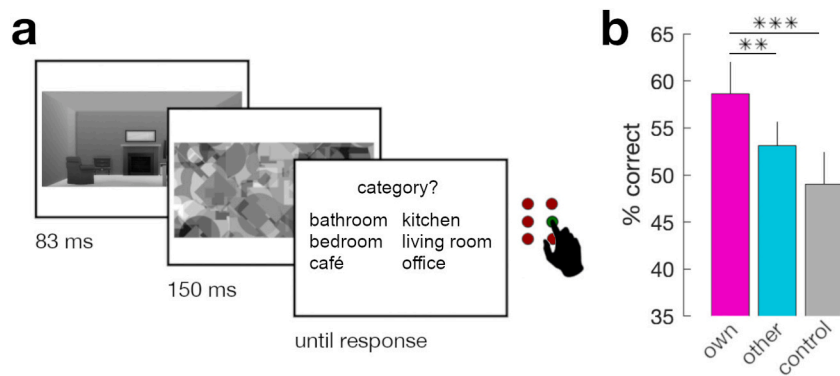 a
83 ms
150 ms
category?
bathroom kitchen
bedroom living room
café office
until response
b
% correct
65
60
55
50
45
40
35
***
**
own
other
control